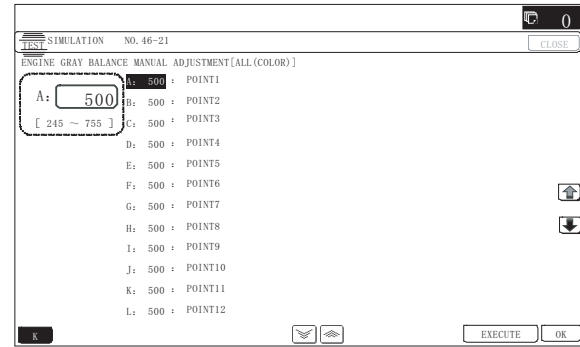 0
TEST SIMULATION NO.46-21
CLOSE
ENGINE GRAY BALANCE MANUAL ADJUSTMENT[ALL(COLOR)]
A: 500
[ 245 ~ 755 ]
A: 500 : POINT1
B: 500 : POINT2
C: 500 : POINT3
D: 500 : POINT4
E: 500 : POINT5
F: 500 : POINT6
G: 500 : POINT7
H: 500 : POINT8
I: 500 : POINT9
J: 500 : POINT10
K: 500 : POINT11
L: 500 : POINT12
K
EXECUTE
OK